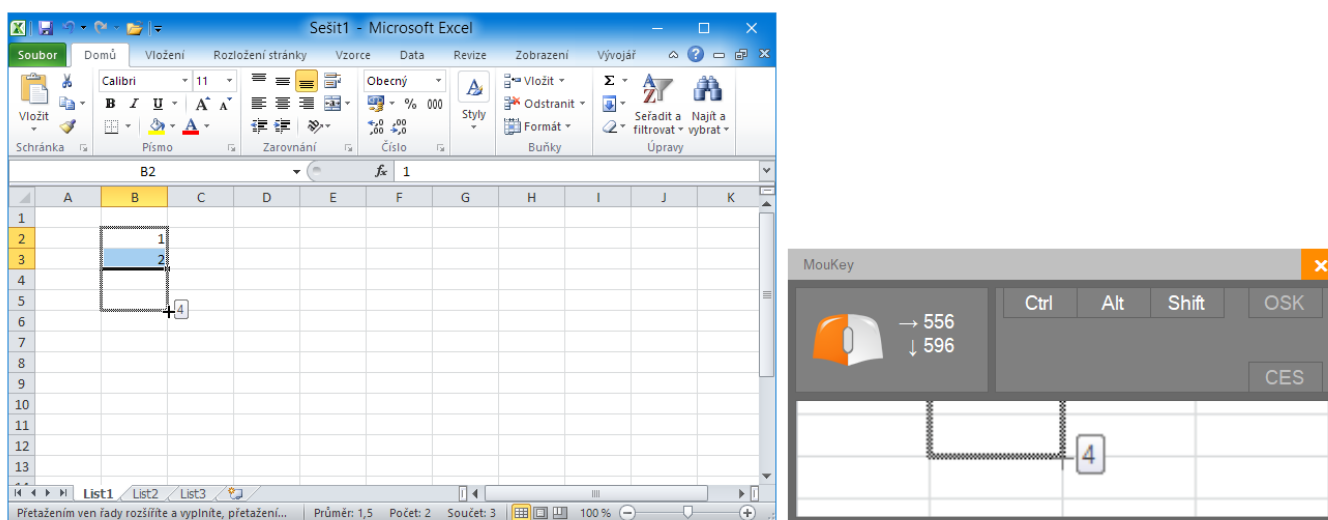 Sešit1 - Microsoft Excel
Soubor Domů Vložení Rozložení stránky Vzorce Data Revize Zobrazení Vývojář
Calibri 11 Obecný Vložit Σ
B I U A A % 000 Odstranit
Vložit Styly Formát Seřadit a filtrovat Najít a vybrat
Schránka Písmo Zarovnání Číslo Buňky Úpravy
B2 fx 1
A B C D E F G H I J K
1
2 1
3 2
4
5 4
6
7
8
9
10
11
12
13
List1 List2 List3
Přetažením ven řady rozšíříte a vyplníte, přetažení... Průměr: 1,5 Počet: 2 Součet: 3 100 %
MouKey
→ 556 Ctrl Alt Shift OSK
↓ 596
CES
4